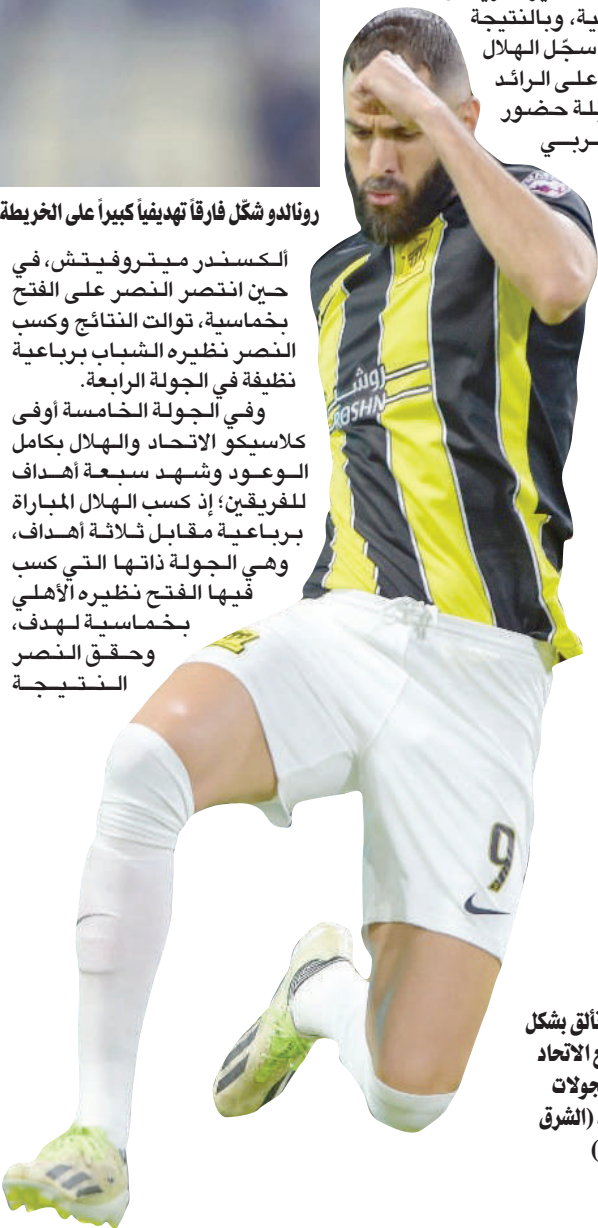 ية، وبالنتيجة
سجّل الهلال
على الرائد
حضور
رونالدو شكّل فارقاً تهديفياً كبيراً على الخريطة
ألكسندر ميتروفيتش، في
حين انتصر النصر على الفتح
بخماسية، توالت النتائج وكسب
النصر نظيره الشباب برباعية
نظيفة في الجولة الرابعة.
وفي الجولة الخامسة أوفى
كلاسيكو الاتحاد والهلال بكامل
الوعود وشهد سبعة أهداف
للفريقين؛ إذ كسب الهلال المباراة
برباعية مقابل ثلاثة أهداف،
وهي الجولة ذاتها التي كسب
فيها الفتح نظيره الأهلي
بخماسية لهدف،
وحقق النصر
النتيجة
روشن
ROSHN
9
تألق بشكل
ع الاتحاد
جولات
(الشرق
)